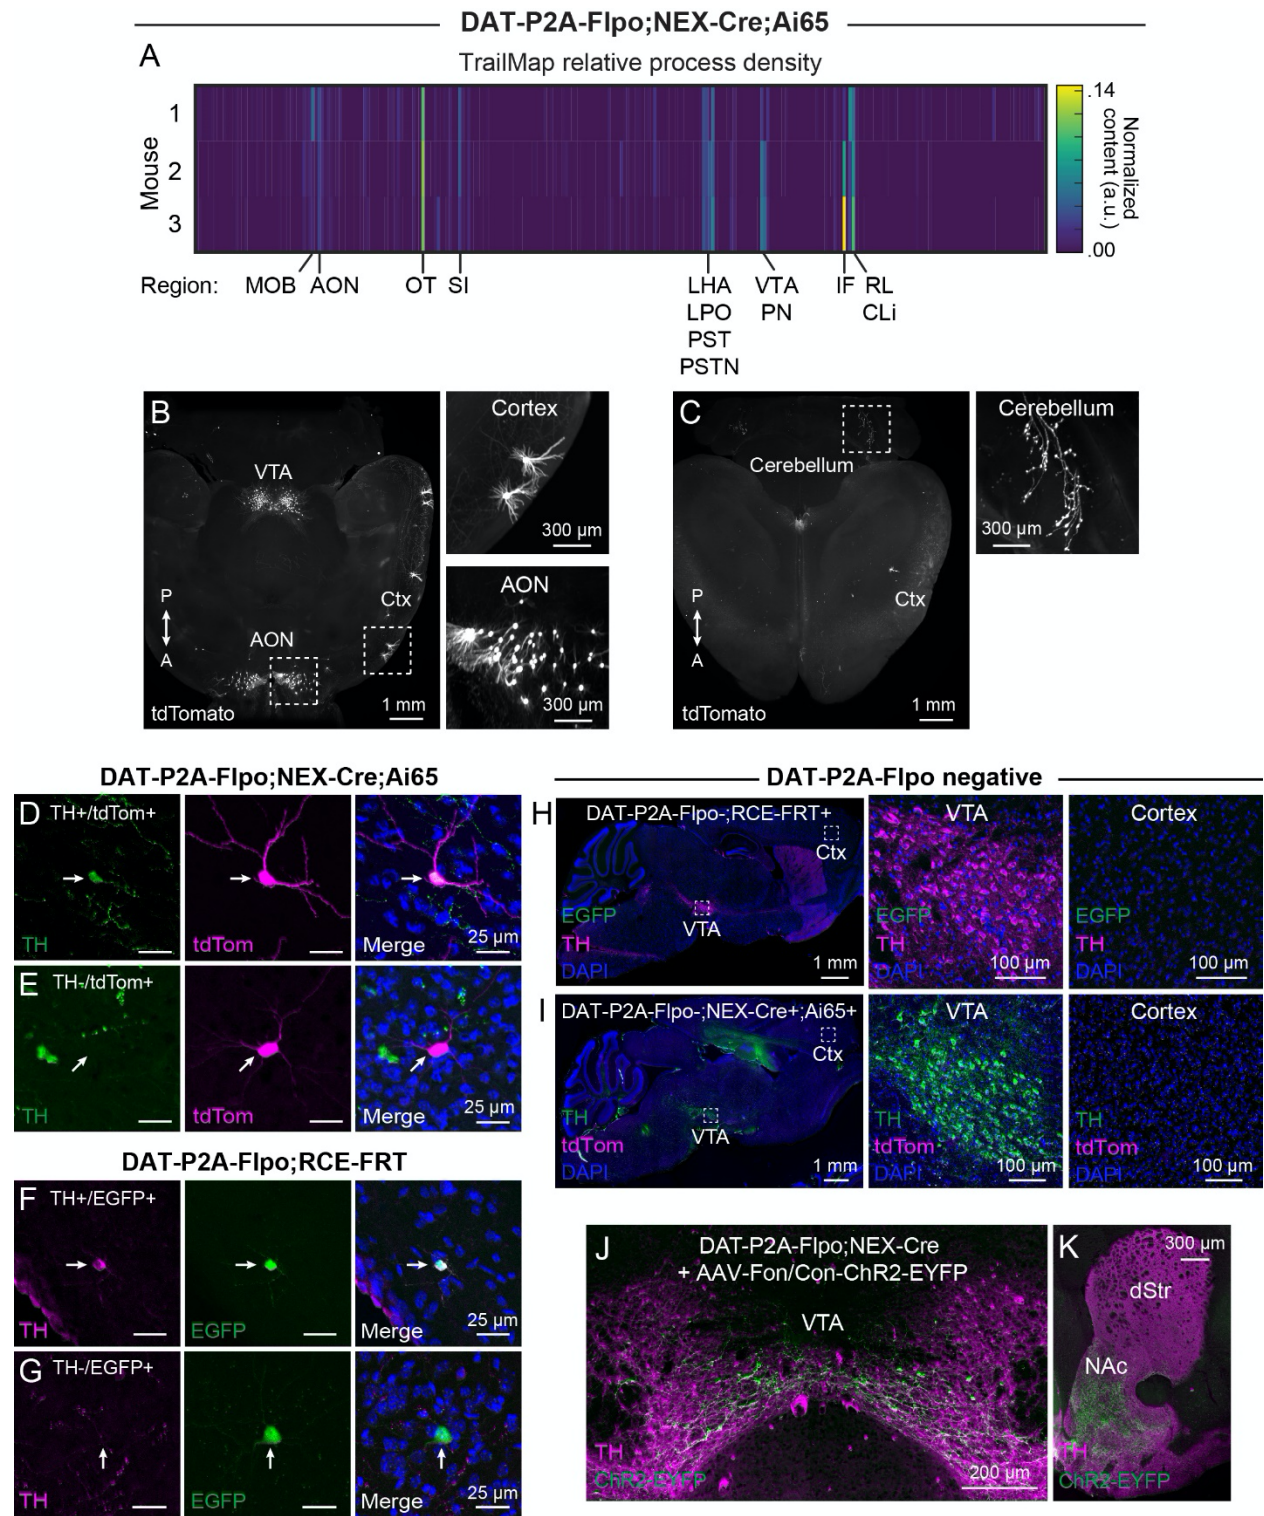 DAT-P2A-Flpo;NEX-Cre;Ai65
A
TrailMap relative process density
Mouse
1
2
3
.14
.00
Normalized
content (a.u.)
Region: MOB AON OT SI LHA VTA IF RL
LPO PN CLi
PST
PSTN
B
VTA
P
A
AON
Ctx
tdTomato
1 mm
Cortex
300 µm
AON
300 µm
C
Cerebellum
P
A
Ctx
tdTomato
1 mm
Cerebellum
300 µm
DAT-P2A-Flpo;NEX-Cre;Ai65
D TH+/tdTom+
TH
tdTom
Merge
25 µm
E TH-/tdTom+
TH
tdTom
Merge
25 µm
DAT-P2A-Flpo;RCE-FRT
F TH+/EGFP+
TH
EGFP
Merge
25 µm
G TH-/EGFP+
TH
EGFP
Merge
25 µm
DAT-P2A-Flpo negative
H DAT-P2A-Flpo-;RCE-FRT+
Ctx
VTA
EGFP
TH
DAPI
1 mm
VTA
EGFP
TH
DAPI
100 µm
Cortex
EGFP
TH
DAPI
100 µm
I DAT-P2A-Flpo-;NEX-Cre+;Ai65+
Ctx
VTA
TH
tdTom
DAPI
1 mm
VTA
TH
tdTom
DAPI
100 µm
Cortex
TH
tdTom
DAPI
100 µm
J DAT-P2A-Flpo;NEX-Cre
+ AAV-Fon/Con-ChR2-EYFP
VTA
TH
ChR2-EYFP
200 µm
K
300 µm
dStr
NAc
TH
ChR2-EYFP